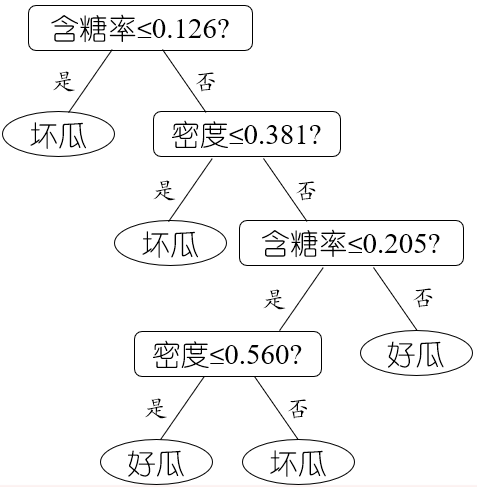 含糖率≤0.126?
是
否
坏瓜
密度≤0.381?
是
否
坏瓜
含糖率≤0.205?
是
否
密度≤0.560?
好瓜
是
否
好瓜
坏瓜